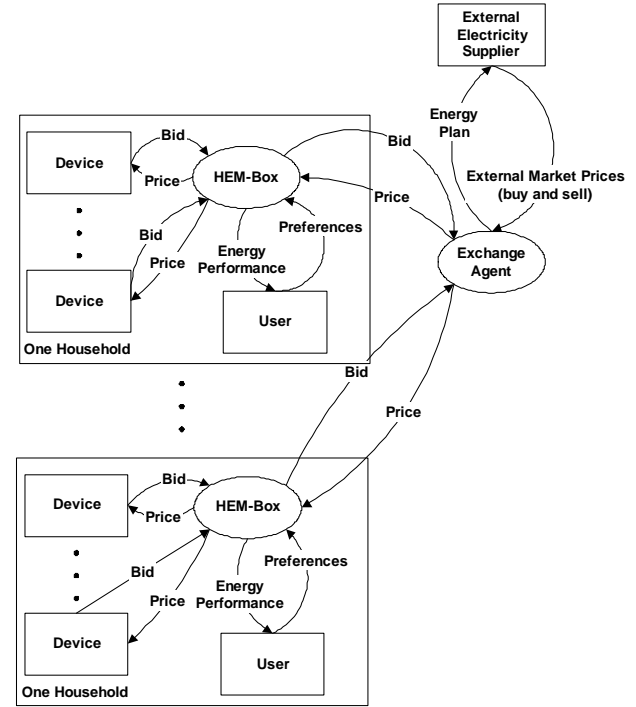 External
Electricity
Supplier
Energy
Plan
External Market Prices
(buy and sell)
Exchange
Agent
Bid
Price
Device
Bid
Price
HEM-Box
Bid
Price
Device
Energy
Performance
Preferences
User
One Household
Bid
Price
Device
Bid
Price
HEM-Box
Bid
Price
Device
Energy
Performance
Preferences
User
One Household